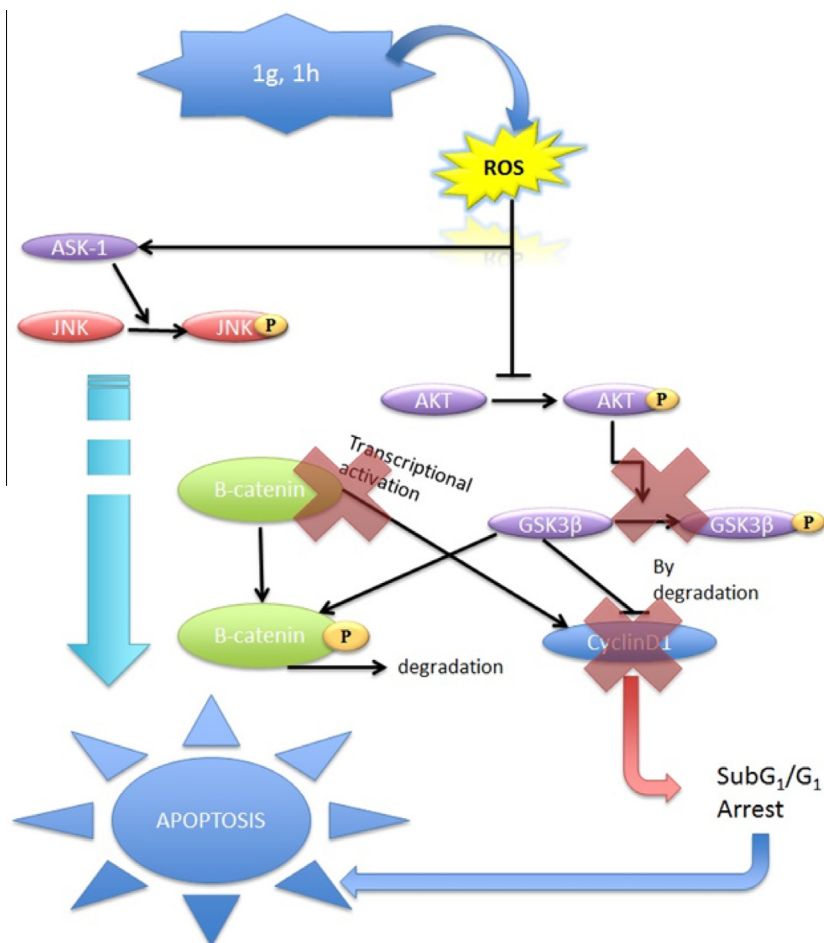 1g, 1h
ROS
ROS
ASK-1
JNK
JNK P
AKT
AKT P
Transcriptional
activation
B-catenin
GSK3β
GSK3β P
By
degradation
B-catenin P
CyclinD1
degradation
SubG₁/G₁
Arrest
APOPTOSIS